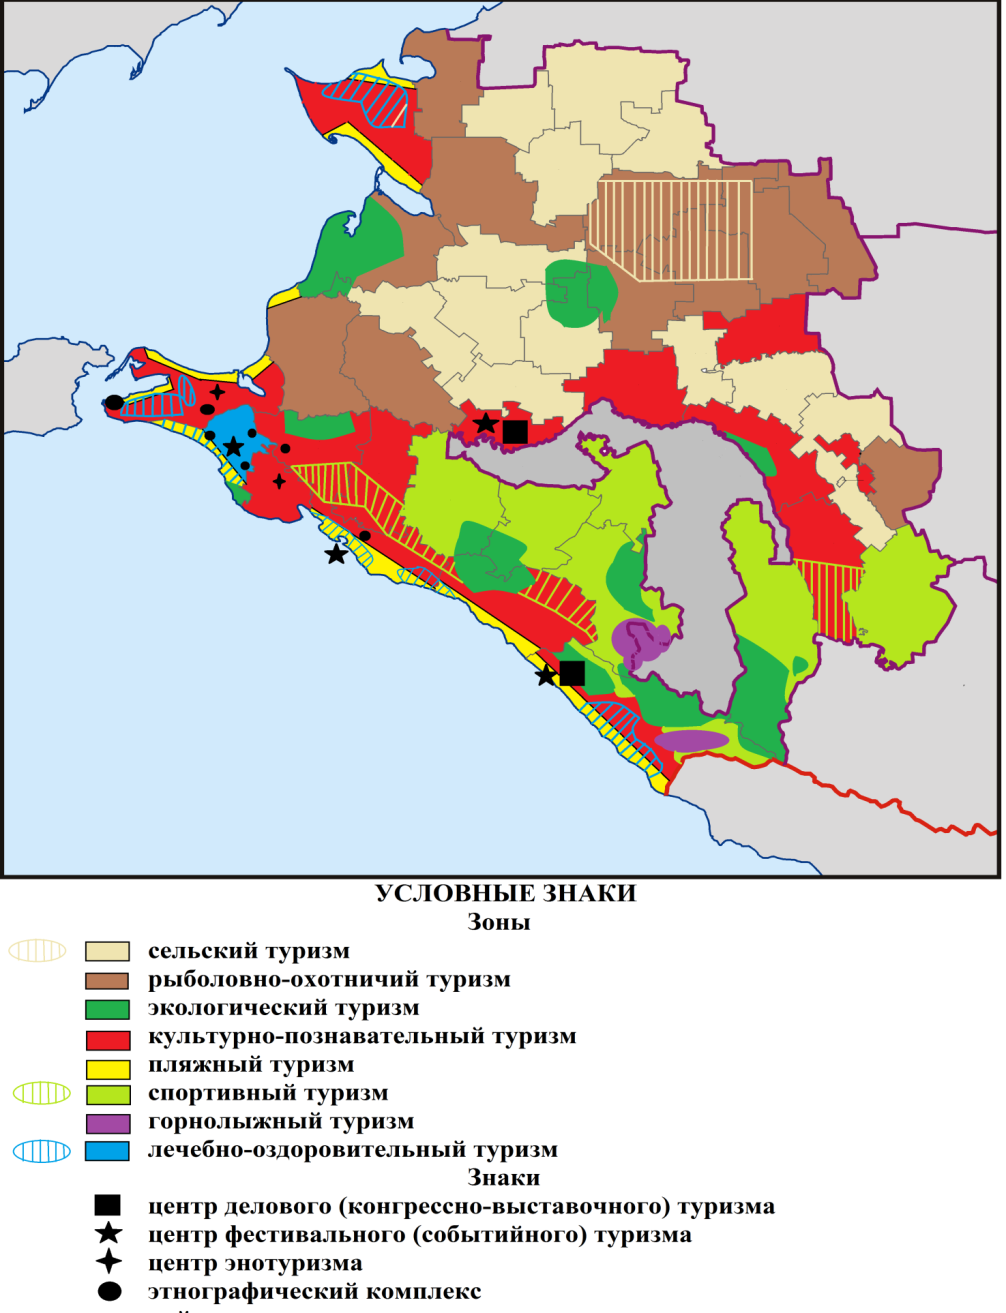 УСЛОВНЫЕ ЗНАКИ
Зоны
сельский туризм
рыболовно-охотничий туризм
экологический туризм
культурно-познавательный туризм
пляжный туризм
спортивный туризм
горнолыжный туризм
лечебно-оздоровительный туризм
Знаки
центр делового (конгрессно-выставочного) туризма
центр фестивального (событийного) туризма
центр энотуризма
этнографический комплекс